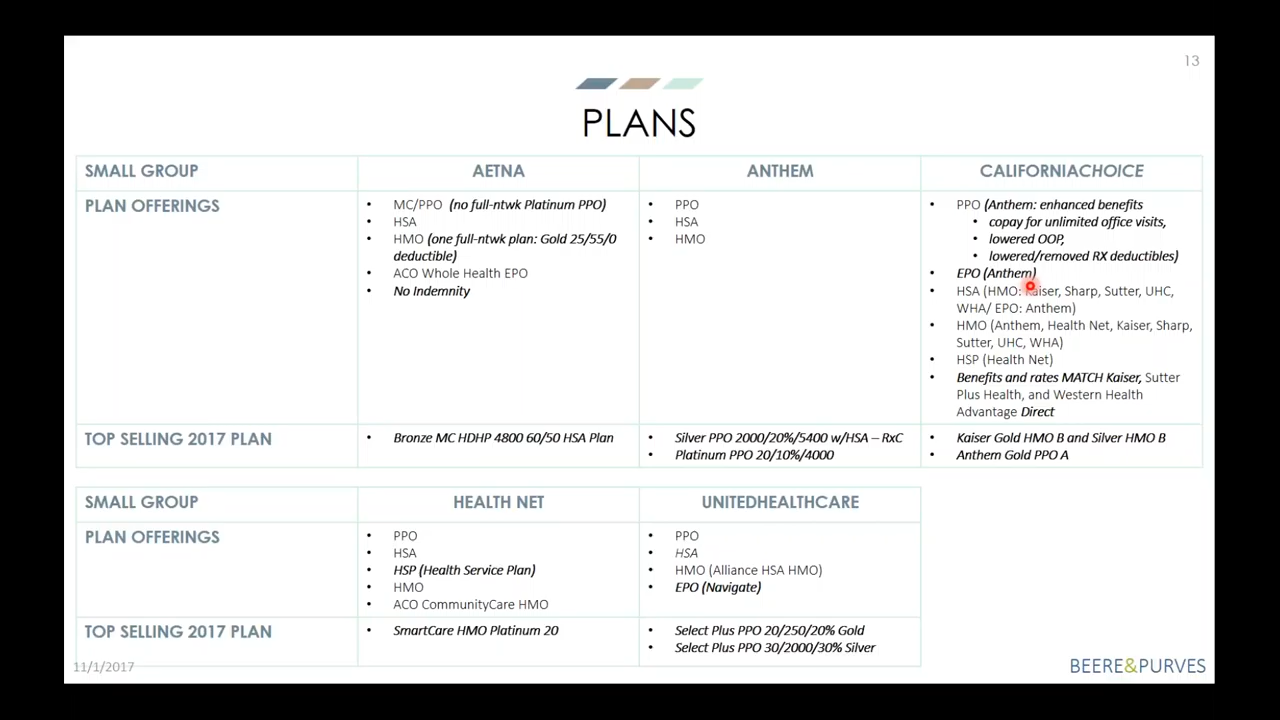 13
PLANS
SMALL GROUP
AETNA
ANTHEM
CALIFORNIACHOICE
PLAN OFFERINGS
• MC/PPO (no full-ntwk Platinum PPO)
• HSA
• HMO (one full-ntwk plan: Gold 25/55/0
deductible)
• ACO Whole Health EPO
• No Indemnity
• PPO
• HSA
• HMO
• PPO (Anthem: enhanced benefits
• copay for unlimited office visits,
• lowered OOP,
• lowered/removed RX deductibles)
• EPO (Anthem)
• HSA (HMO: Kaiser, Sharp, Sutter, UHC,
WHA/ EPO: Anthem)
• HMO (Anthem, Health Net, Kaiser, Sharp,
Sutter, UHC, WHA)
• HSP (Health Net)
• Benefits and rates MATCH Kaiser, Sutter
Plus Health, and Western Health
Advantage Direct
TOP SELLING 2017 PLAN
• Bronze MC HDHP 4800 60/50 HSA Plan
• Silver PPO 2000/20%/5400 w/HSA – RxC
• Platinum PPO 20/10%/4000
• Kaiser Gold HMO B and Silver HMO B
• Anthem Gold PPO A
SMALL GROUP
HEALTH NET
UNITEDHEALTHCARE
PLAN OFFERINGS
• PPO
• HSA
• HSP (Health Service Plan)
• HMO
• ACO CommunityCare HMO
• PPO
• HSA
• HMO (Alliance HSA HMO)
• EPO (Navigate)
TOP SELLING 2017 PLAN
• SmartCare HMO Platinum 20
• Select Plus PPO 20/250/20% Gold
• Select Plus PPO 30/2000/30% Silver
11/1/2017
BEERE&PURVES